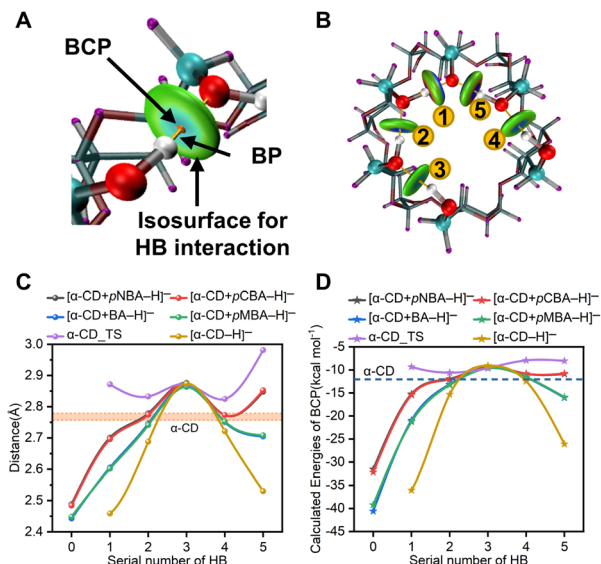 A
BCP
BP
Isosurface for
HB interaction
B
1
5
2
4
3
C
[α-CD+pNBA–H]⁻ [α-CD+pCBA–H]⁻
[α-CD+BA–H]⁻ [α-CD+pMBA–H]⁻
α-CD_TS [α-CD–H]⁻
3.0
2.9
2.8
2.7
2.6
2.5
2.4
Distance(Å)
α-CD
0 1 2 3 4 5
Serial number of HB
D
[α-CD+pNBA–H]⁻ [α-CD+pCBA–H]⁻
[α-CD+BA–H]⁻ [α-CD+pMBA–H]⁻
α-CD_TS [α-CD–H]⁻
-5
-10
-15
-20
-25
-30
-35
-40
-45
Calculated Energies of BCP(kcal mol⁻¹)
α-CD
0 1 2 3 4 5
Serial number of HB